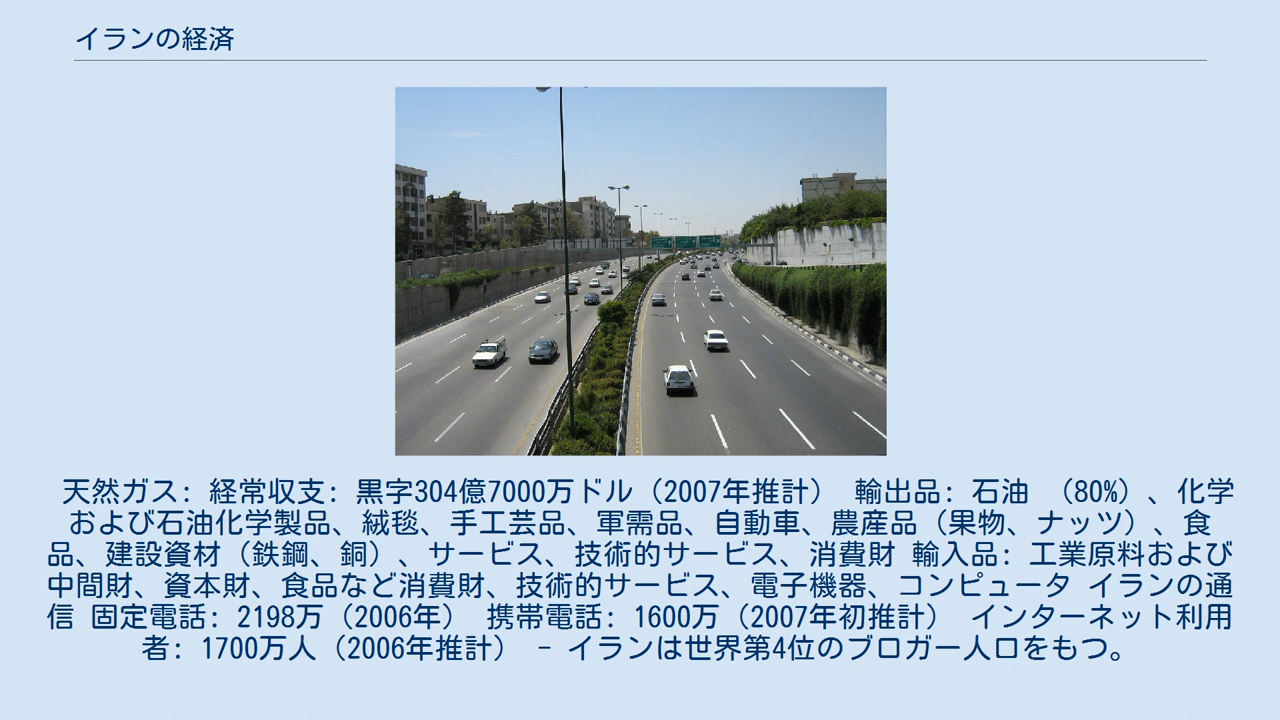 イランの経済
天然ガス: 経常収支: 黒字304億7000万ドル（2007年推計） 輸出品: 石油 （80%）、化学
および石油化学製品、絨毯、手工芸品、軍需品、自動車、農産品（果物、ナッツ）、食
品、建設資材（鉄鋼、銅）、サービス、技術的サービス、消費財 輸入品: 工業原料および
中間財、資本財、食品など消費財、技術的サービス、電子機器、コンピュータ イランの通
信 固定電話: 2198万（2006年） 携帯電話: 1600万（2007年初推計） インターネット利用
者: 1700万人（2006年推計） - イランは世界第4位のブロガー人口をもつ。